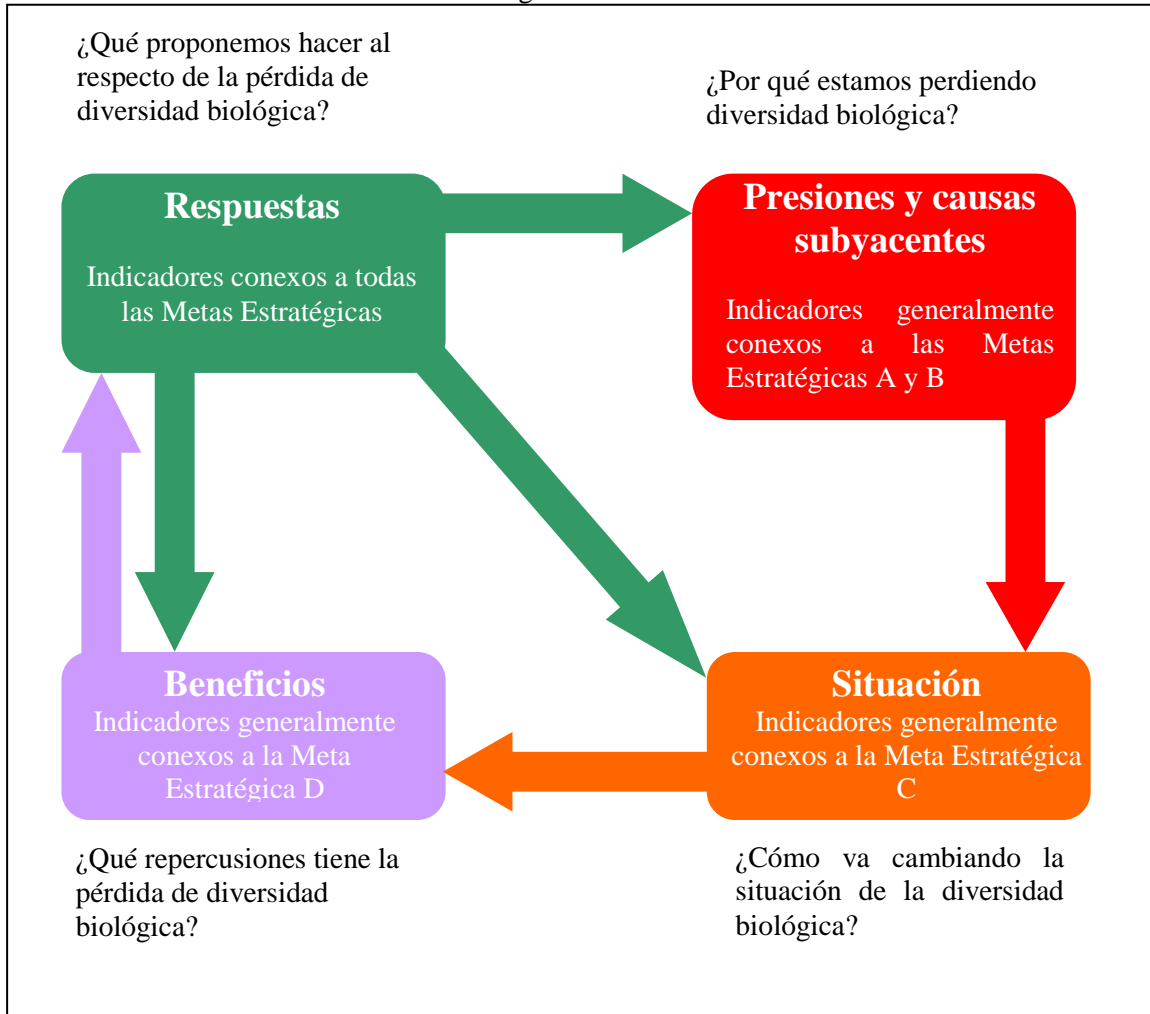 ¿Qué proponemos hacer al
respecto de la pérdida de
diversidad biológica?
¿Por qué estamos perdiendo
diversidad biológica?
Respuestas
Indicadores conexos a todas
las Metas Estratégicas
Presiones y causas
subyacentes
Indicadores generalmente
conexos a las Metas
Estratégicas A y B
Beneficios
Indicadores generalmente
conexos a la Meta
Estratégica D
Situación
Indicadores generalmente
conexos a la Meta Estratégica
C
¿Qué repercusiones tiene la
pérdida de diversidad
biológica?
¿Cómo va cambiando la
situación de la diversidad
biológica?